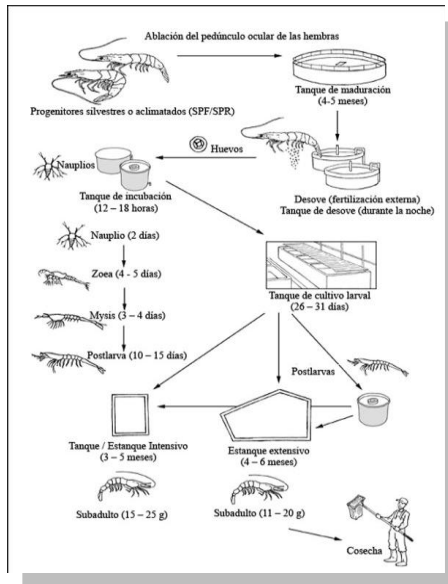 Ablación del pedúnculo ocular de las hembras
Tanque de maduración
(4-5 meses)
Progenitores silvestres o aclimatados (SPF/SPR)
Huevos
Nauplios
Desove (fertilización externa)
Tanque de desove (durante la noche)
Tanque de incubación
(12 – 18 horas)
Nauplio (2 días)
Zoea (4 - 5 días)
Mysis (3 – 4 días)
Postlarva (10 – 15 días)
Tanque de cultivo larval
(26 – 31 días)
Postlarvas
Tanque / Estanque Intensivo
(3 – 5 meses)
Estanque extensivo
(4 – 6 meses)
Subadulto (15 – 25 g)
Subadulto (11 – 20 g)
Cosecha